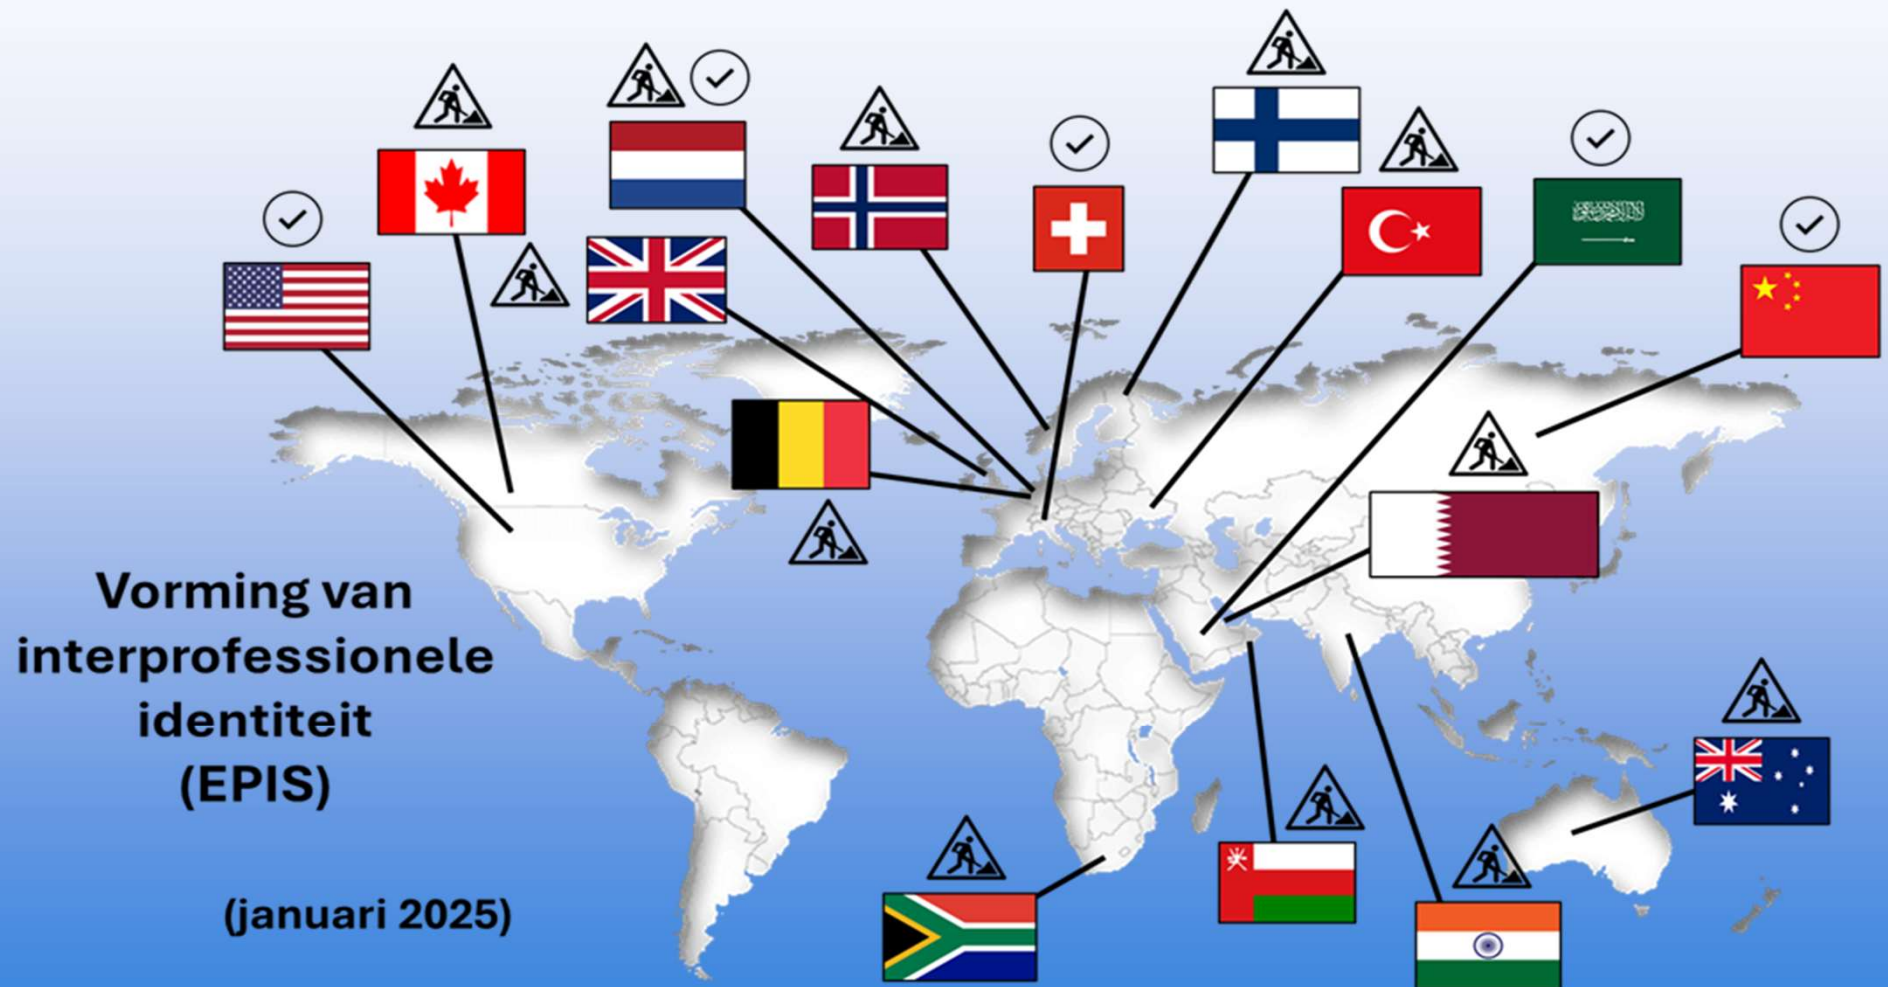 Vorming van
interprofessionele
identiteit
(EPIS)
(januari 2025)